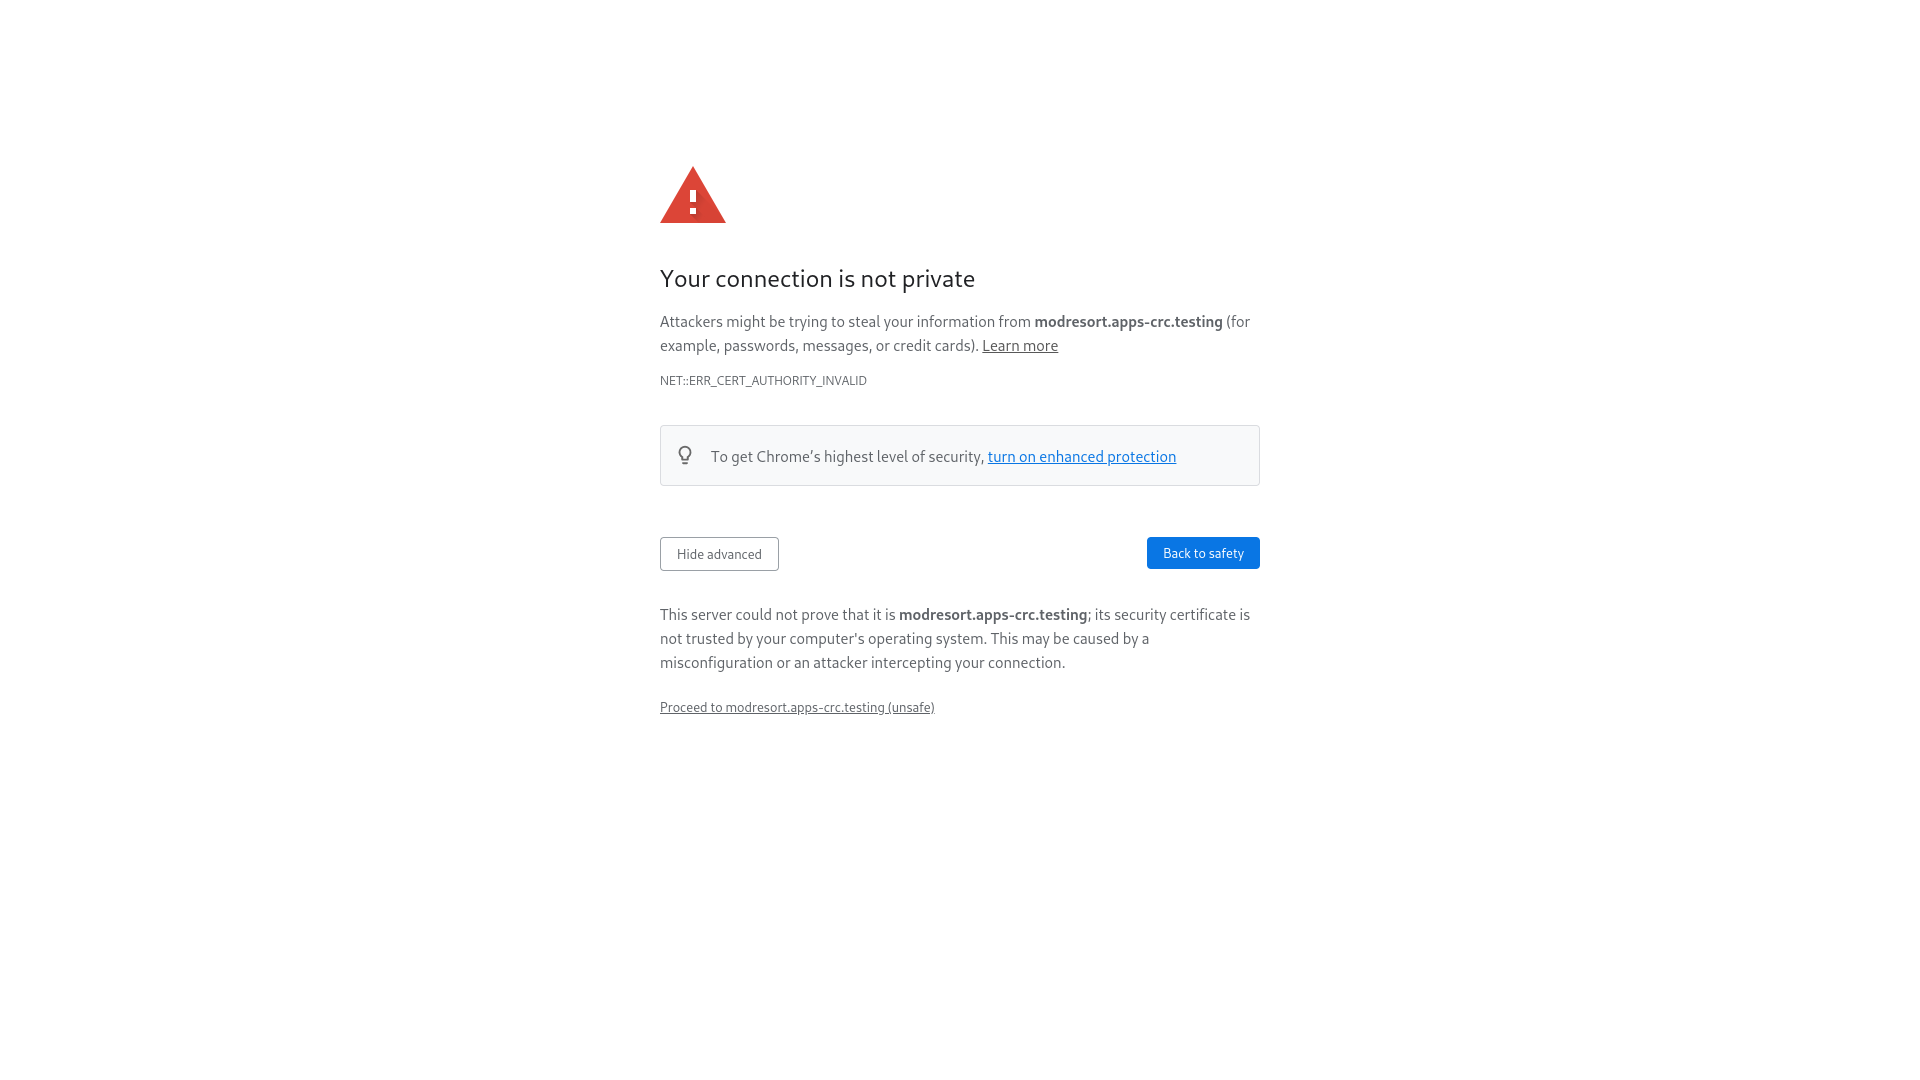 Your connection is not private
Attackers might be trying to steal your information from modresort.apps-crc.testing (for
example, passwords, messages, or credit cards). Learn more
NET::ERR_CERT_AUTHORITY_INVALID
To get Chrome’s highest level of security, turn on enhanced protection
Hide advanced
Back to safety
This server could not prove that it is modresort.apps-crc.testing; its security certificate is
not trusted by your computer's operating system. This may be caused by a
misconfiguration or an attacker intercepting your connection.
Proceed to modresort.apps-crc.testing (unsafe)